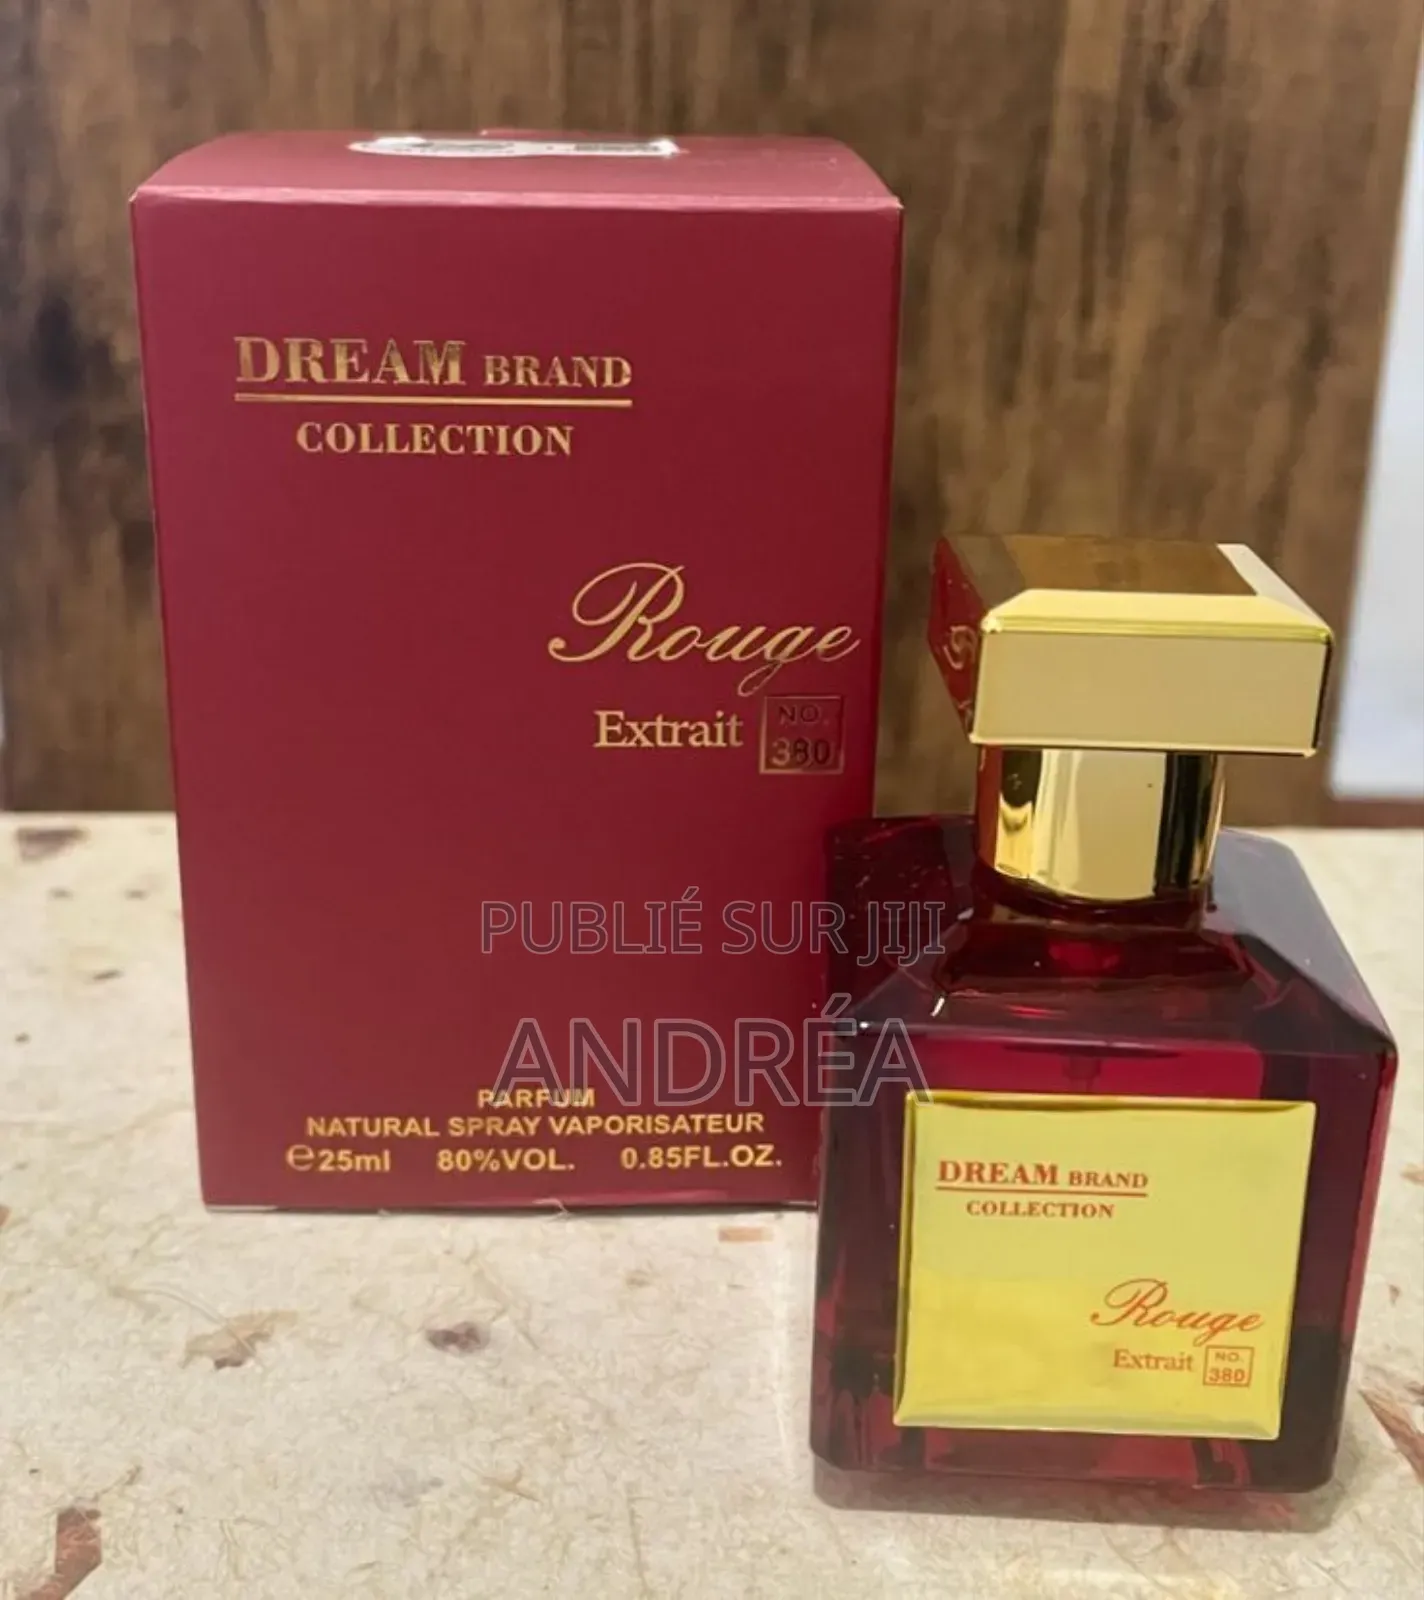 DREAM BRAND
COLLECTION
Rouge
Extrait NO. 380
PUBLIÉ SUR JIJI
ANDRÉA
PARFUM
NATURAL SPRAY VAPORISATEUR
℮25ml 80%VOL. 0.85FL.OZ.
DREAM BRAND
COLLECTION
Rouge
Extrait NO. 380